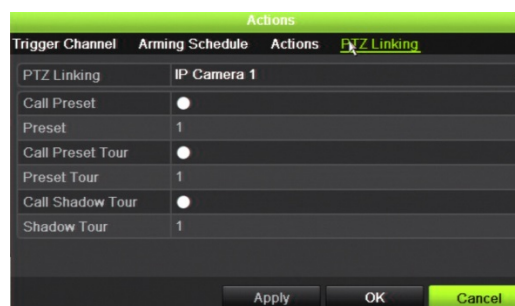 Actions
Trigger Channel Arming Schedule Actions PTZ Linking
PTZ Linking IP Camera 1
Call Preset
Preset 1
Call Preset Tour
Preset Tour 1
Call Shadow Tour
Shadow Tour 1
Apply OK Cancel